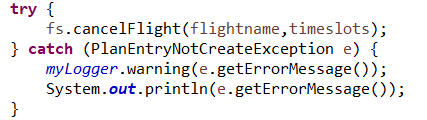 try {
    fs.cancelFlight(flightname,timeslots);
} catch (PlanEntryNotCreateException e) {
    myLogger.warning(e.getErrorMessage());
    System.out.println(e.getErrorMessage());
}